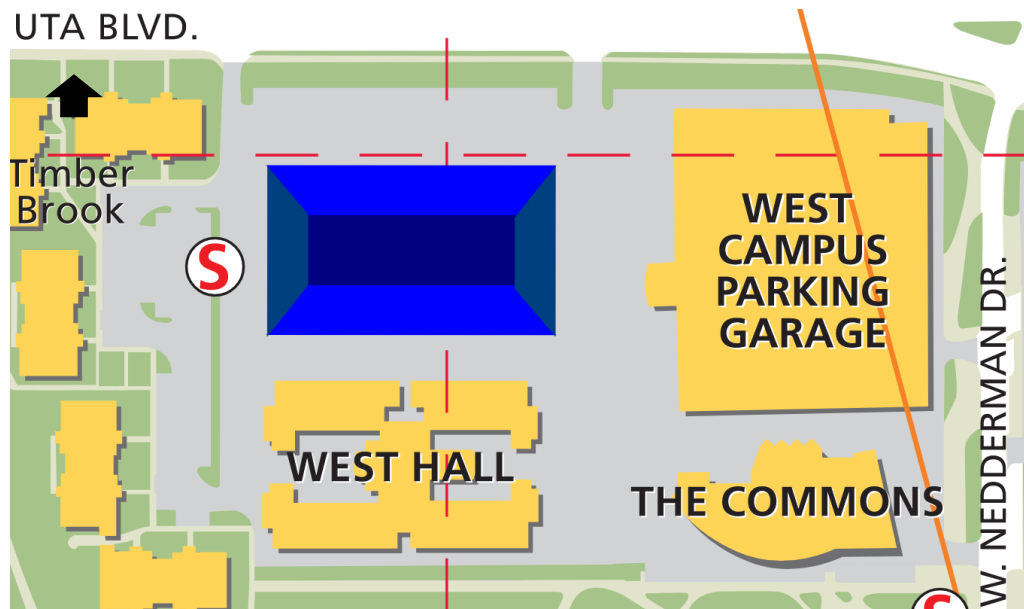 UTA BLVD.
Timber
Brook
S
WEST
CAMPUS
PARKING
GARAGE
W. NEDDERMAN DR.
WEST HALL
THE COMMONS
S